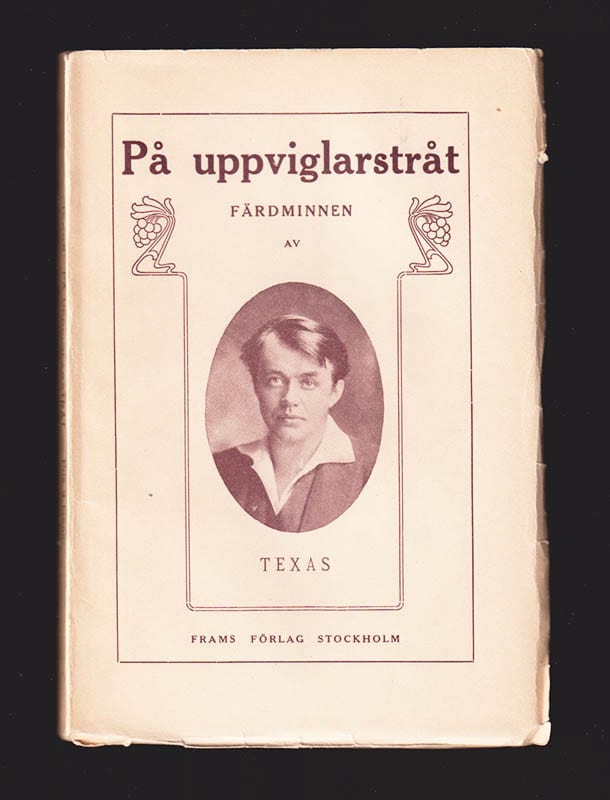 På uppviglarstråt
FÄRDMINNEN
AV
TEXAS
FRAMS FÖRLAG STOCKHOLM